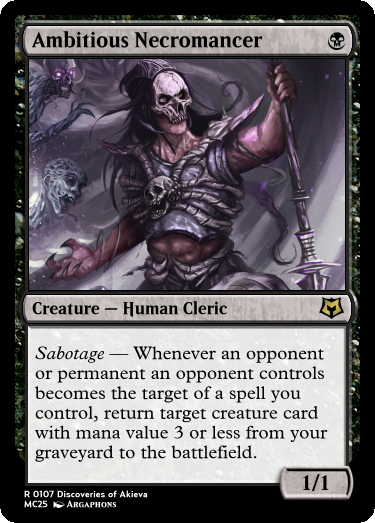 Ambitious Necromancer
Creature — Human Cleric
Sabotage — Whenever an opponent
or permanent an opponent controls
becomes the target of a spell you
control, return target creature card
with mana value 3 or less from your
graveyard to the battlefield.
1/1
R 0107 Discoveries of Akieva
MC25 Argaphons